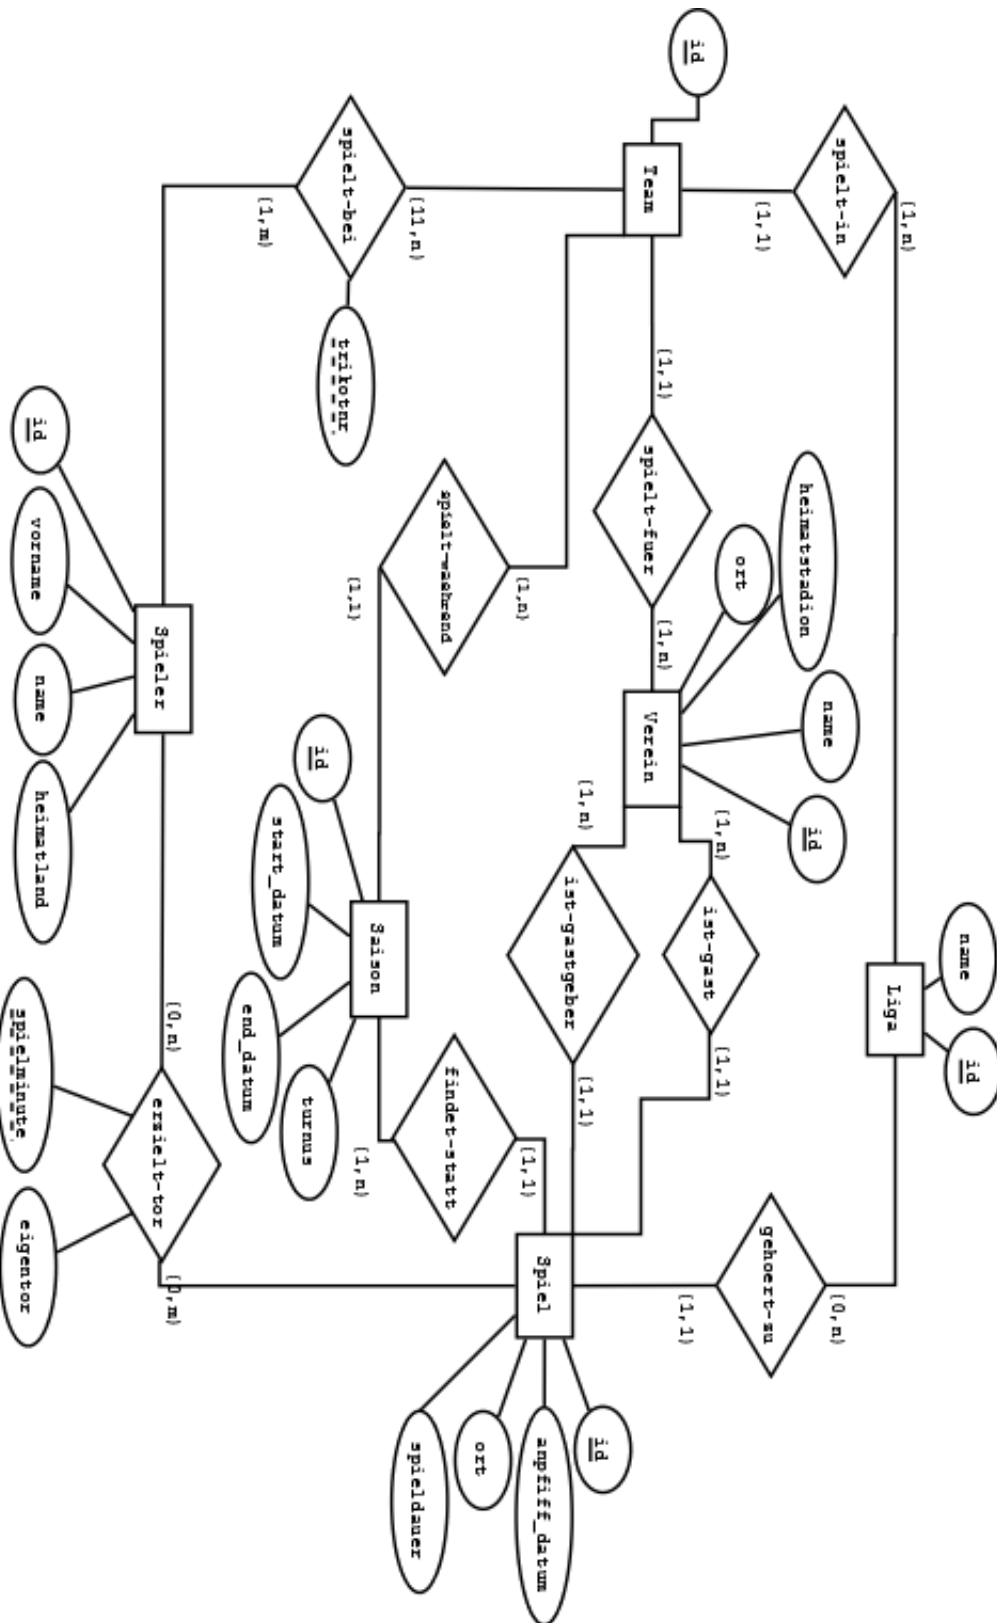 name
id
(1,n)
Liga
spielt-in
(0,n)
heimatstadion
name
id
gehoert-zu
(1,1)
ort
(1,n)
(1,1)
ist-gast
id
(1,1)
(1,1)
(1,n)
Team
spielt-fuer
Verein
id
(1,n)
(1,1)
ist-gastgeber
Spiel
anpfiff_datum
(1,n)
(1,1)
ort
spielt-waehrend
findet-statt
(11,n)
spieldauer
Saison
(1,1)
(1,n)
spielt-bei
trikotnr
id
turnus
start_datum
(1,m)
end_datum
(0,n)
(0,m)
Spieler
erzielt-tor
id
vorname
name
heimatland
spielminute
eigentor